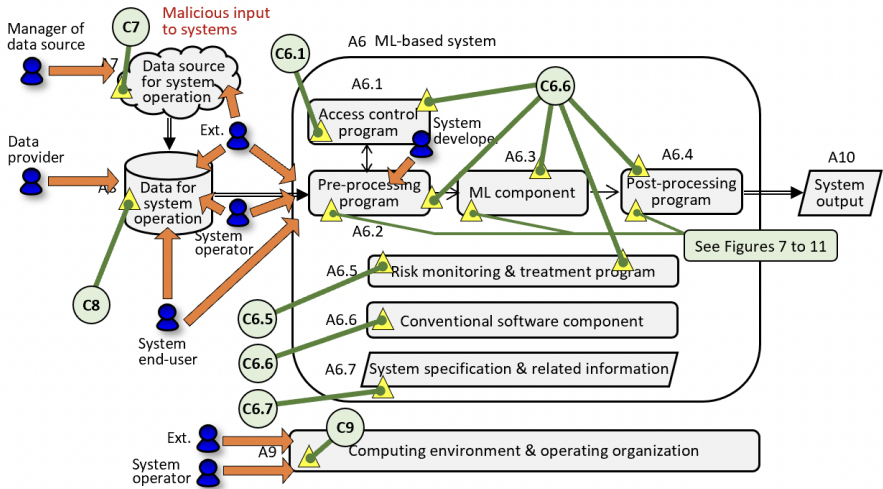 Malicious input
to systems
Manager of
data source
C7
A7
Data source
for system
operation
C6.1
A6 ML-based system
A6.1
Access control
program
C6.6
System
developer
Ext.
Data
provider
A8
Data for
system
operation
System
operator
Pre-processing
program
A6.2
A6.3
ML component
A6.4
Post-processing
program
A10
System
output
See Figures 7 to 11
C8
A6.5
Risk monitoring & treatment program
C6.5
A6.6
Conventional software component
C6.6
System
end-user
A6.7
System specification & related information
C6.7
C9
Ext.
A9
Computing environment & operating organization
System
operator